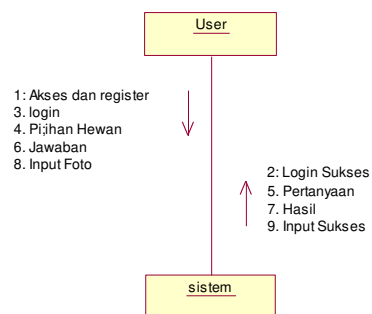 User
1: Akses dan register
3. login
4. Pi;ihan Hewan
6. Jawaban
8. Input Foto
2: Login Sukses
5. Pertanyaan
7. Hasil
9. Input Sukses
sistem